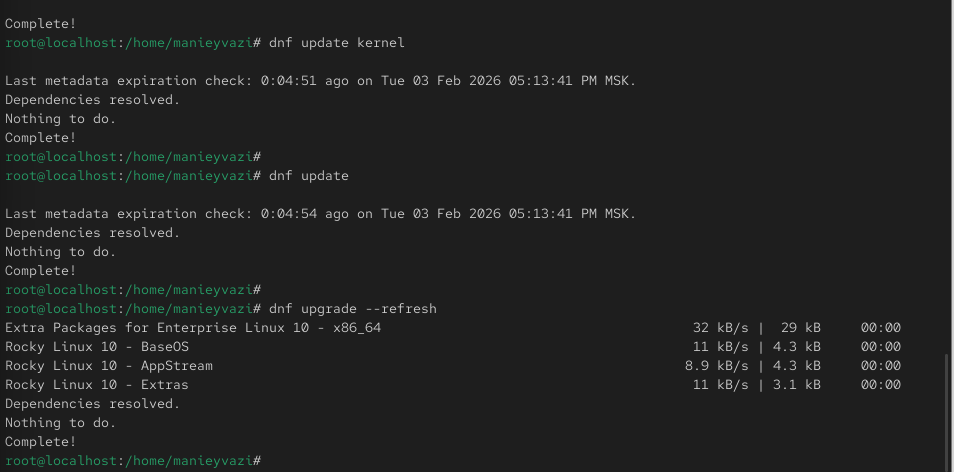 Complete!
root@localhost:/home/manieyvazi# dnf update kernel
Last metadata expiration check: 0:04:51 ago on Tue 03 Feb 2026 05:13:41 PM MSK.
Dependencies resolved.
Nothing to do.
Complete!
root@localhost:/home/manieyvazi#
root@localhost:/home/manieyvazi# dnf update
Last metadata expiration check: 0:04:54 ago on Tue 03 Feb 2026 05:13:41 PM MSK.
Dependencies resolved.
Nothing to do.
Complete!
root@localhost:/home/manieyvazi#
root@localhost:/home/manieyvazi# dnf upgrade --refresh
Extra Packages for Enterprise Linux 10 - x86_64 32 kB/s | 29 kB 00:00
Rocky Linux 10 - BaseOS 11 kB/s | 4.3 kB 00:00
Rocky Linux 10 - AppStream 8.9 kB/s | 4.3 kB 00:00
Rocky Linux 10 - Extras 11 kB/s | 3.1 kB 00:00
Dependencies resolved.
Nothing to do.
Complete!
root@localhost:/home/manieyvazi#